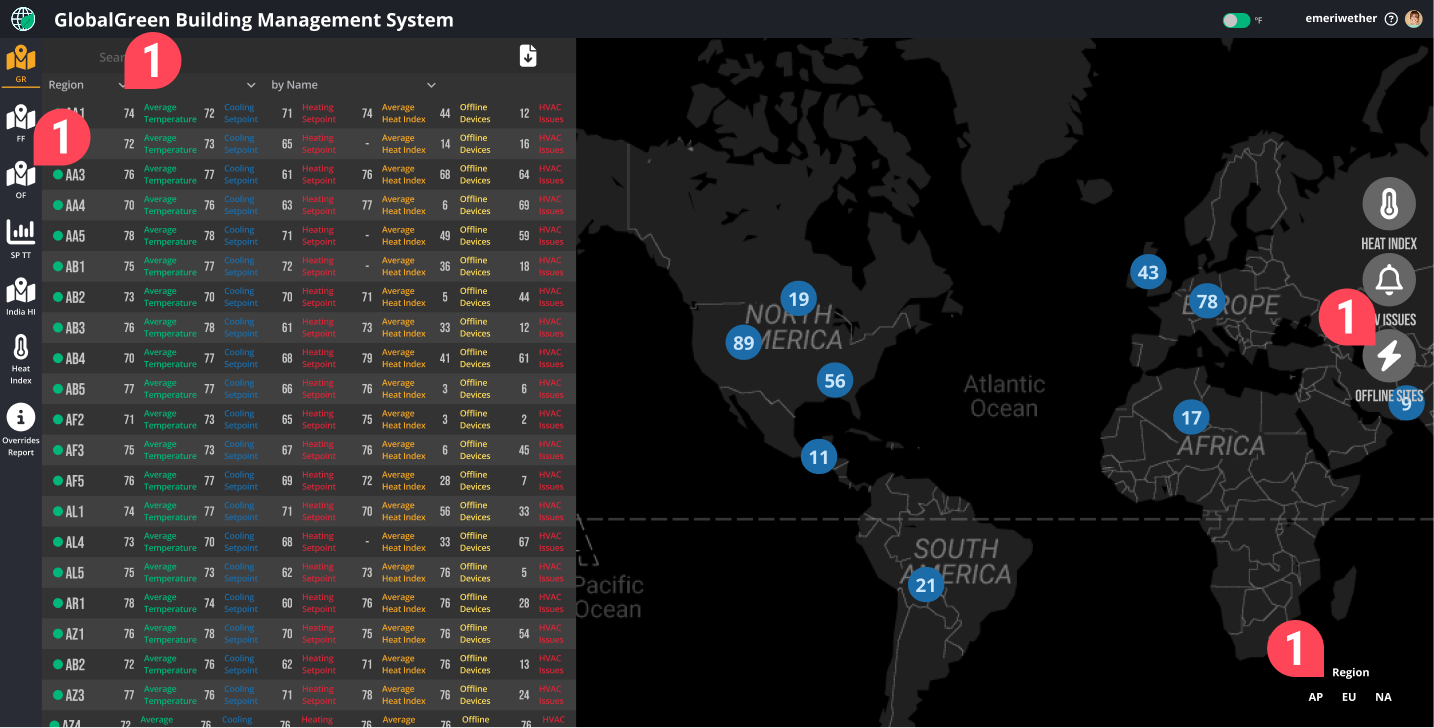 GlobalGreen Building Management System
°F
emeriwether
?
1
GR
Region
by Name
AA1 74 Average Temperature 72 Cooling Setpoint 71 Heating Setpoint 74 Average Heat Index 44 Offline Devices 12 HVAC Issues
1
FF
72 Average Temperature 73 Cooling Setpoint 65 Heating Setpoint - Average Heat Index 14 Offline Devices 16 HVAC Issues
AA3 76 Average Temperature 77 Cooling Setpoint 61 Heating Setpoint 76 Average Heat Index 68 Offline Devices 64 HVAC Issues
OF
AA4 70 Average Temperature 76 Cooling Setpoint 63 Heating Setpoint 77 Average Heat Index 6 Offline Devices 69 HVAC Issues
AA5 78 Average Temperature 78 Cooling Setpoint 71 Heating Setpoint - Average Heat Index 49 Offline Devices 59 HVAC Issues
SP TT
AB1 75 Average Temperature 77 Cooling Setpoint 72 Heating Setpoint - Average Heat Index 36 Offline Devices 18 HVAC Issues
AB2 73 Average Temperature 70 Cooling Setpoint 70 Heating Setpoint 71 Average Heat Index 5 Offline Devices 44 HVAC Issues
India HI
AB3 76 Average Temperature 78 Cooling Setpoint 61 Heating Setpoint 73 Average Heat Index 33 Offline Devices 12 HVAC Issues
AB4 70 Average Temperature 77 Cooling Setpoint 68 Heating Setpoint 79 Average Heat Index 41 Offline Devices 61 HVAC Issues
Heat
Index
AB5 77 Average Temperature 77 Cooling Setpoint 66 Heating Setpoint 76 Average Heat Index 3 Offline Devices 6 HVAC Issues
AF2 71 Average Temperature 73 Cooling Setpoint 65 Heating Setpoint 75 Average Heat Index 3 Offline Devices 2 HVAC Issues
Overrides
Report
AF3 75 Average Temperature 73 Cooling Setpoint 67 Heating Setpoint 76 Average Heat Index 6 Offline Devices 45 HVAC Issues
AF5 76 Average Temperature 77 Cooling Setpoint 69 Heating Setpoint 72 Average Heat Index 28 Offline Devices 7 HVAC Issues
AL1 74 Average Temperature 77 Cooling Setpoint 71 Heating Setpoint 70 Average Heat Index 56 Offline Devices 33 HVAC Issues
AL4 73 Average Temperature 70 Cooling Setpoint 68 Heating Setpoint - Average Heat Index 33 Offline Devices 67 HVAC Issues
AL5 75 Average Temperature 73 Cooling Setpoint 62 Heating Setpoint 73 Average Heat Index 76 Offline Devices 5 HVAC Issues
AR1 78 Average Temperature 74 Cooling Setpoint 60 Heating Setpoint 76 Average Heat Index 76 Offline Devices 28 HVAC Issues
AZ1 76 Average Temperature 78 Cooling Setpoint 70 Heating Setpoint 75 Average Heat Index 76 Offline Devices 54 HVAC Issues
AB2 72 Average Temperature 76 Cooling Setpoint 62 Heating Setpoint 71 Average Heat Index 76 Offline Devices 13 HVAC Issues
AZ3 77 Average Temperature 76 Cooling Setpoint 71 Heating Setpoint 78 Average Heat Index 76 Offline Devices 24 HVAC Issues
AZ4 72 Average 76 Cooling 76 Heating 76 Average 76 Offline 76 HVAC
HEAT INDEX
43
78
19
NORTH
1
ISSUES
89
56
Atlantic
Ocean
OFFLINE SITES
9
17
AFRICA
11
SOUTH
AMERICA
21
Pacific
Ocean
1
Region
AP EU NA